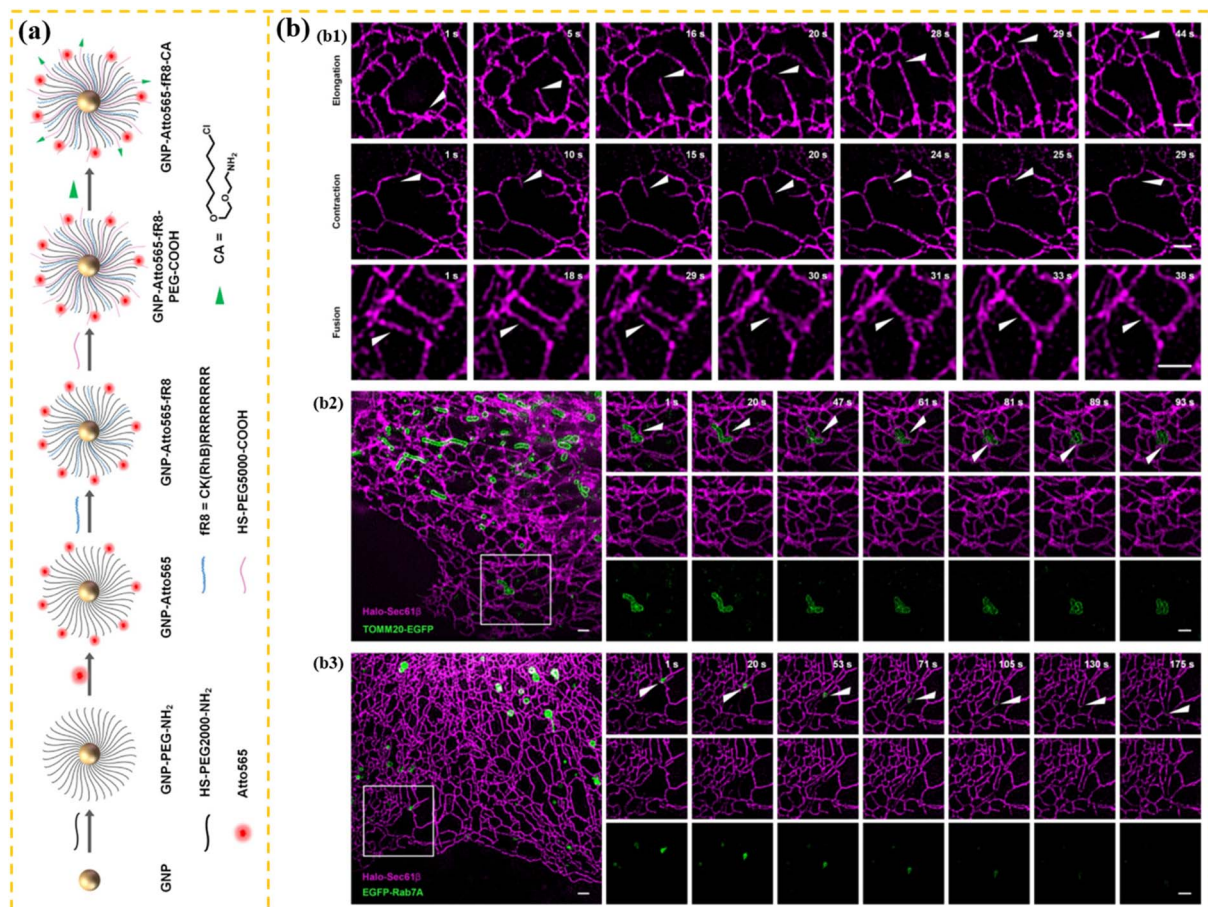 (a)
GNP
GNP-PEG-NH2
GNP-Atto565
GNP-Atto565-fR8
GNP-Atto565-fR8-
PEG-COOH
GNP-Atto565-fR8-CA
HS-PEG2000-NH2
Atto565
fR8 = CK(RhB)RRRRRRRR
HS-PEG5000-COOH
CA =
O
O
NH2
Cl
(b)
(b1)
Elongation
1 s
5 s
16 s
20 s
28 s
29 s
44 s
Contraction
1 s
10 s
15 s
20 s
24 s
25 s
29 s
Fusion
1 s
18 s
29 s
30 s
31 s
33 s
38 s
(b2)
Halo-Sec61β
TOMM20-EGFP
1 s
20 s
47 s
61 s
81 s
89 s
93 s
(b3)
Halo-Sec61β
EGFP-Rab7A
1 s
20 s
53 s
71 s
105 s
130 s
175 s